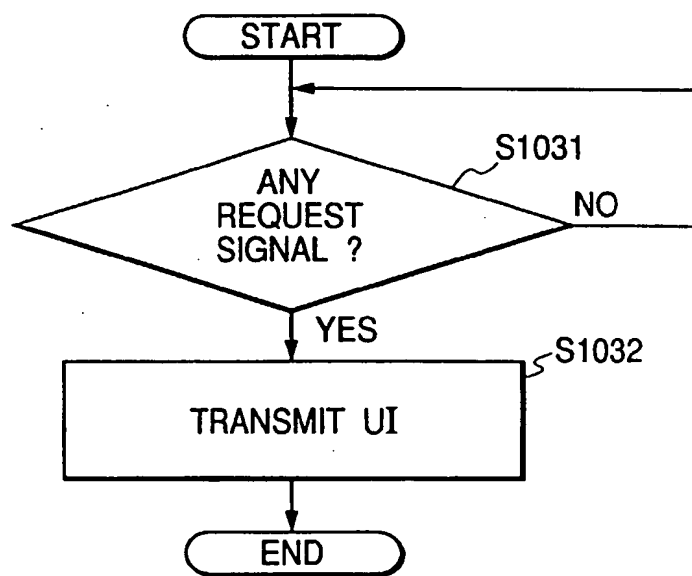 START
S1031
ANY
REQUEST
SIGNAL ?
NO
YES
S1032
TRANSMIT UI
END